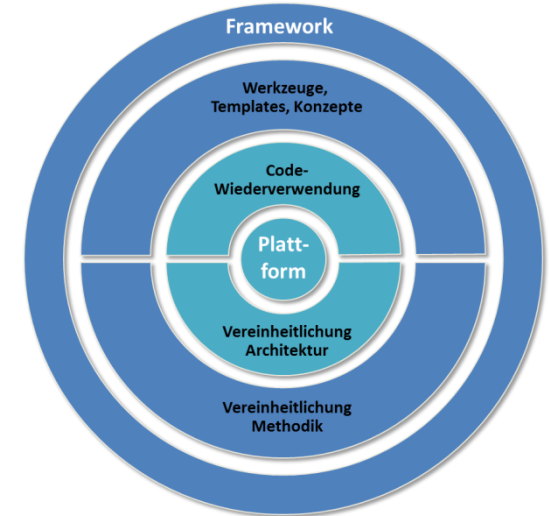 Framework
Werkzeuge,
Templates, Konzepte
Code-
Wiederverwendung
Platt-
form
Vereinheitlichung
Architektur
Vereinheitlichung
Methodik